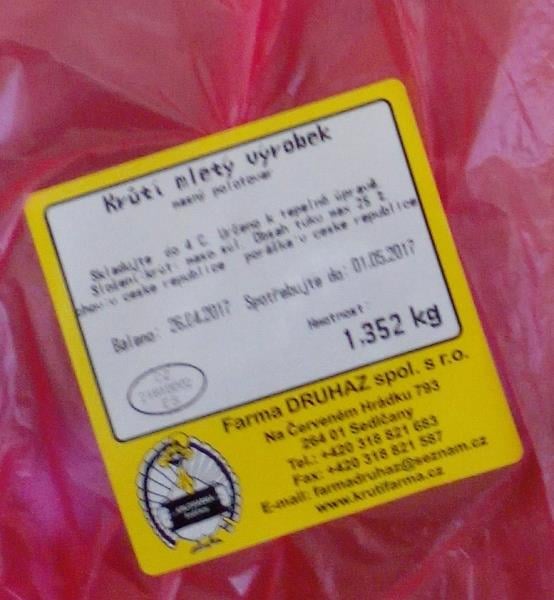 Krůtí mletý výrobek
masný polotovar
Skladujte do 4 C. Určeno k tepelné úpravě.
Složení: krůtí maso sůl. Obsah tuku max 25 %
chov: v ceske republice porážka: v ceske republice
Baleno: 26.04.2017 Spotřebujte do: 01.05.2017
Hmotnost:
1.352 kg
CZ
ES
Farma DRUHAZ spol. s r.o.
Na Červeném Hrádku 793
264 01 Sedlčany
Tel.: +420 318 821 683
Fax: +420 318 821 587
E-mail: farmadruhaz@seznam.cz
www.krutifarma.cz